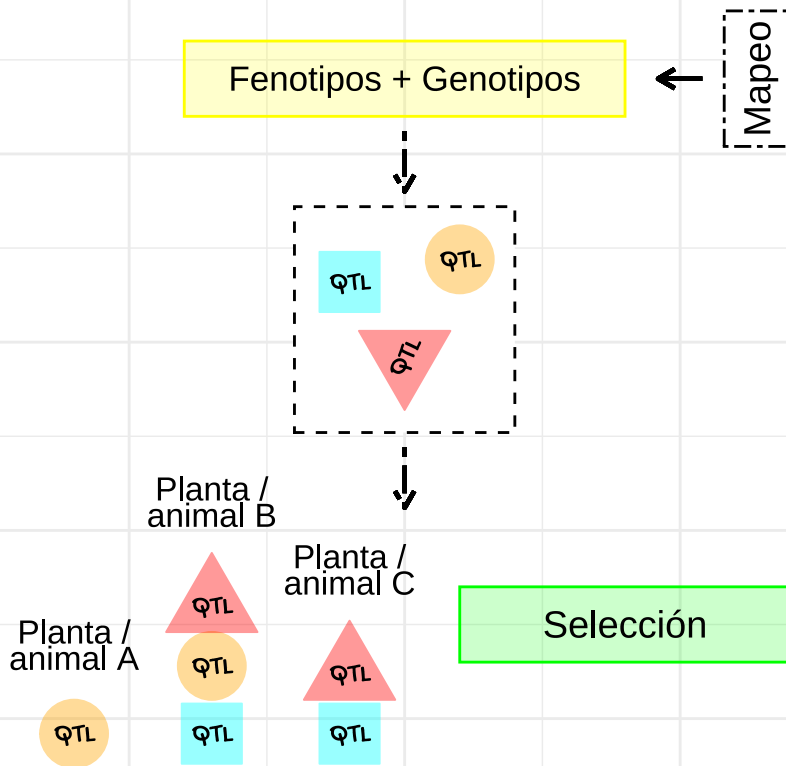 Fenotipos + Genotipos
Mapeo
QTL
QTL
QTL
Planta /
animal B
Planta /
animal C
QTL
Selección
Planta /
animal A
QTL
QTL
QTL
QTL
QTL